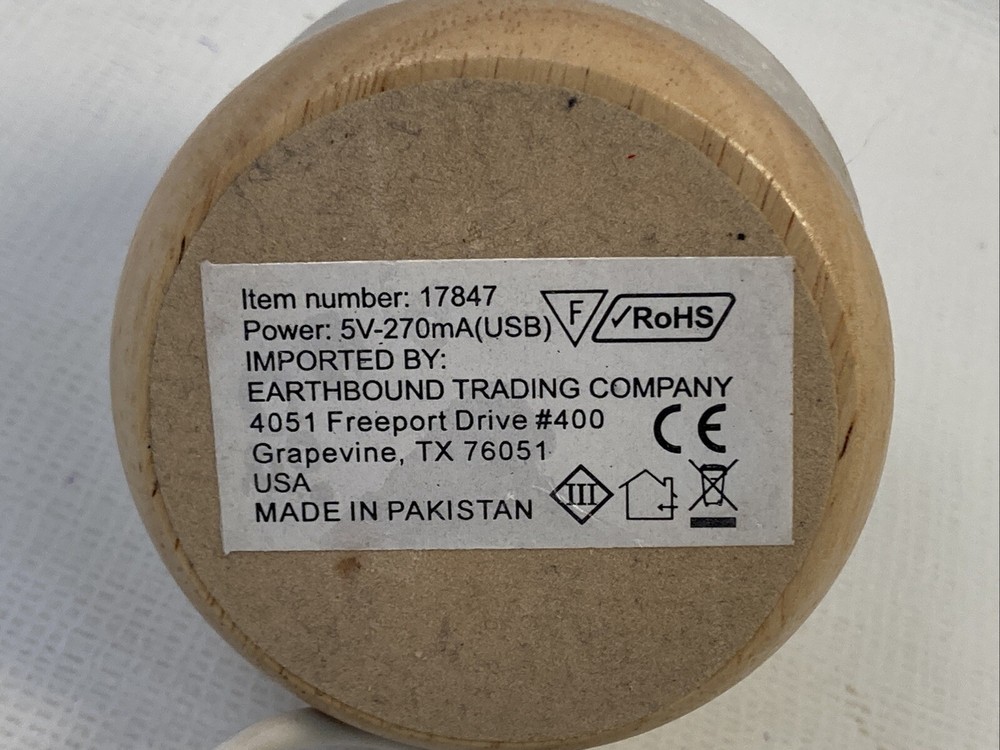 Item number: 17847
Power: 5V-270mA(USB)
F
✓RoHS
IMPORTED BY:
EARTHBOUND TRADING COMPANY
4051 Freeport Drive #400
CE
Grapevine, TX 76051
USA
III
MADE IN PAKISTAN